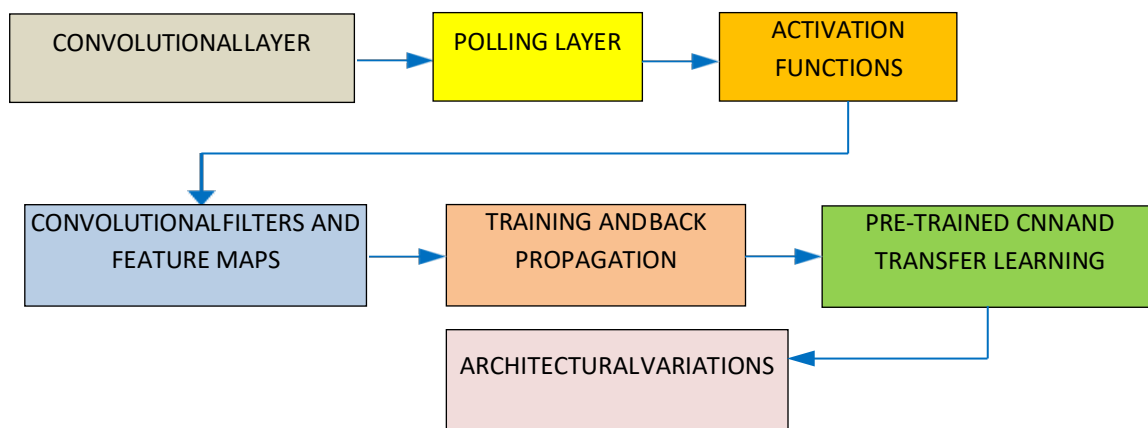 CONVOLUTIONALLAYER
POLLING LAYER
ACTIVATION
FUNCTIONS
CONVOLUTIONALFILTERS AND
FEATURE MAPS
TRAINING ANDBACK
PROPAGATION
PRE-TRAINED CNNAND
TRANSFER LEARNING
ARCHITECTURALVARIATIONS